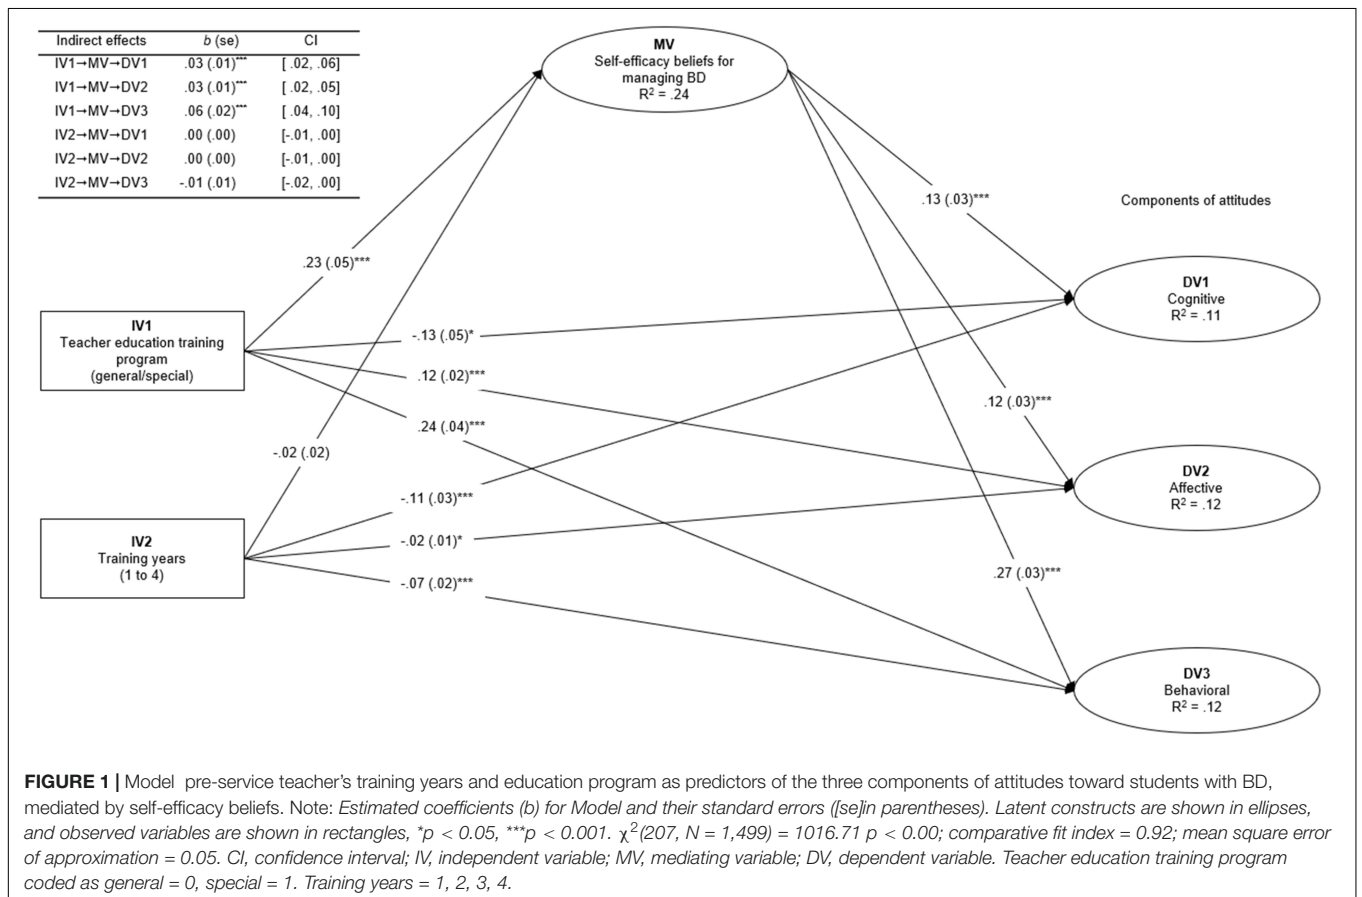 Indirect effects b (se) CI
IV1→MV→DV1 .03 (.01)*** [ .02, .06]
IV1→MV→DV2 .03 (.01)*** [ .02, .05]
IV1→MV→DV3 .06 (.02)*** [ .04, .10]
IV2→MV→DV1 .00 (.00) [-.01, .00]
IV2→MV→DV2 .00 (.00) [-.01, .00]
IV2→MV→DV3 -.01 (.01) [-.02, .00]
MV
Self-efficacy beliefs for
managing BD
R² = .24
.13 (.03)***
Components of attitudes
.23 (.05)***
DV1
Cognitive
R² = .11
IV1
Teacher education training
program
(general/special)
-.13 (.05)*
.12 (.02)***
.24 (.04)***
.12 (.03)***
-.02 (.02)
DV2
Affective
R² = .12
-.11 (.03)***
IV2
Training years
(1 to 4)
-.02 (.01)*
-.07 (.02)***
.27 (.03)***
DV3
Behavioral
R² = .12
FIGURE 1 | Model pre-service teacher's training years and education program as predictors of the three components of attitudes toward students with BD,
mediated by self-efficacy beliefs. Note: Estimated coefficients (b) for Model and their standard errors ([se]in parentheses). Latent constructs are shown in ellipses,
and observed variables are shown in rectangles, *p < 0.05, ***p < 0.001. χ²(207, N = 1,499) = 1016.71 p < 0.00; comparative fit index = 0.92; mean square error
of approximation = 0.05. CI, confidence interval; IV, independent variable; MV, mediating variable; DV, dependent variable. Teacher education training program
coded as general = 0, special = 1. Training years = 1, 2, 3, 4.